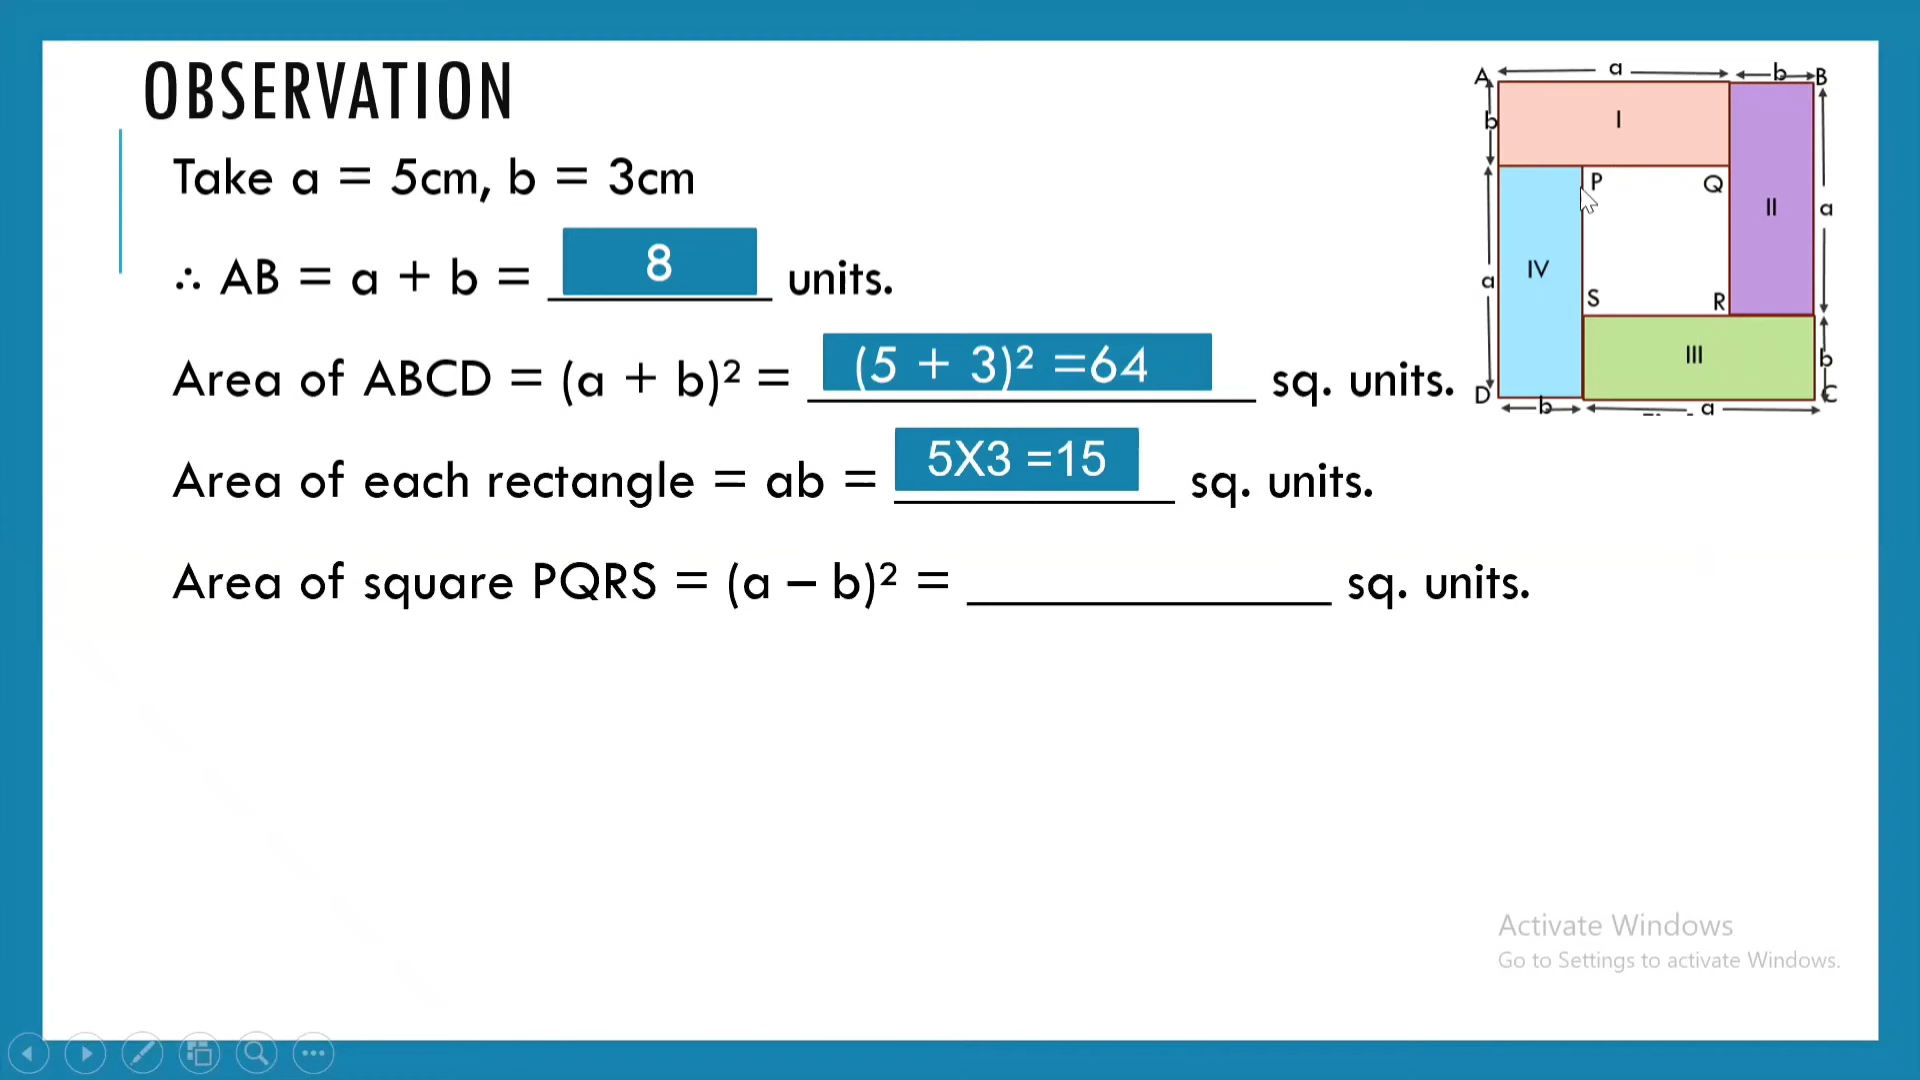 OBSERVATION
Take a = 5cm, b = 3cm
∴ AB = a + b = 8 units.
Area of ABCD = (a + b)² = (5 + 3)² =64 sq. units.
Area of each rectangle = ab = 5X3 =15 sq. units.
Area of square PQRS = (a – b)² = ____________ sq. units.
A a b B
b I
P Q II a
IV
a S R
III b
D b a C
Activate Windows
Go to Settings to activate Windows.